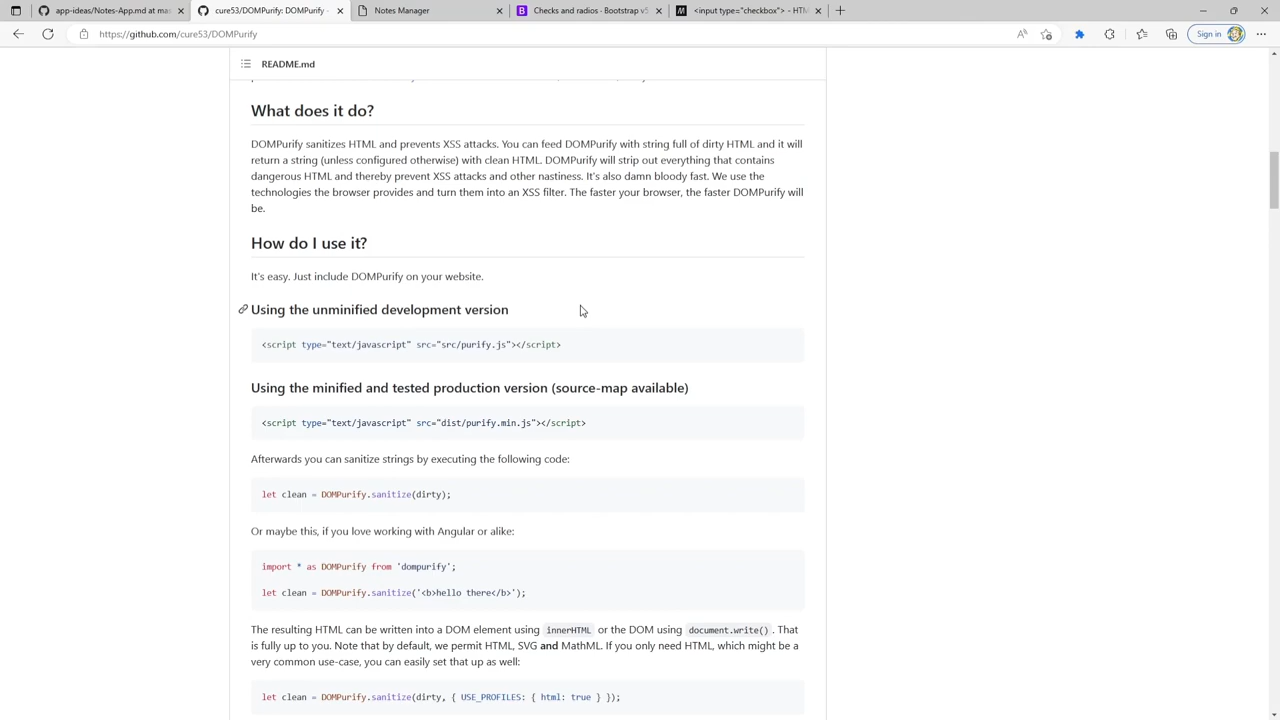 app-ideas/Notes-App.md at mas
cure53/DOMPurify: DOMPurify -
Notes Manager
Checks and radios · Bootstrap v5
<input type="checkbox"> - HTM
https://github.com/cure53/DOMPurify
Sign in
README.md
What does it do?
DOMPurify sanitizes HTML and prevents XSS attacks. You can feed DOMPurify with string full of dirty HTML and it will
return a string (unless configured otherwise) with clean HTML. DOMPurify will strip out everything that contains
dangerous HTML and thereby prevent XSS attacks and other nastiness. It's also damn bloody fast. We use the
technologies the browser provides and turn them into an XSS filter. The faster your browser, the faster DOMPurify will
be.
How do I use it?
It's easy. Just include DOMPurify on your website.
Using the unminified development version
<script type="text/javascript" src="src/purify.js"></script>
Using the minified and tested production version (source-map available)
<script type="text/javascript" src="dist/purify.min.js"></script>
Afterwards you can sanitize strings by executing the following code:
let clean = DOMPurify.sanitize(dirty);
Or maybe this, if you love working with Angular or alike:
import * as DOMPurify from 'dompurify';
let clean = DOMPurify.sanitize('<b>hello there</b>');
The resulting HTML can be written into a DOM element using innerHTML or the DOM using document.write(). That
is fully up to you. Note that by default, we permit HTML, SVG and MathML. If you only need HTML, which might be a
very common use-case, you can easily set that up as well:
let clean = DOMPurify.sanitize(dirty, { USE_PROFILES: { html: true } });